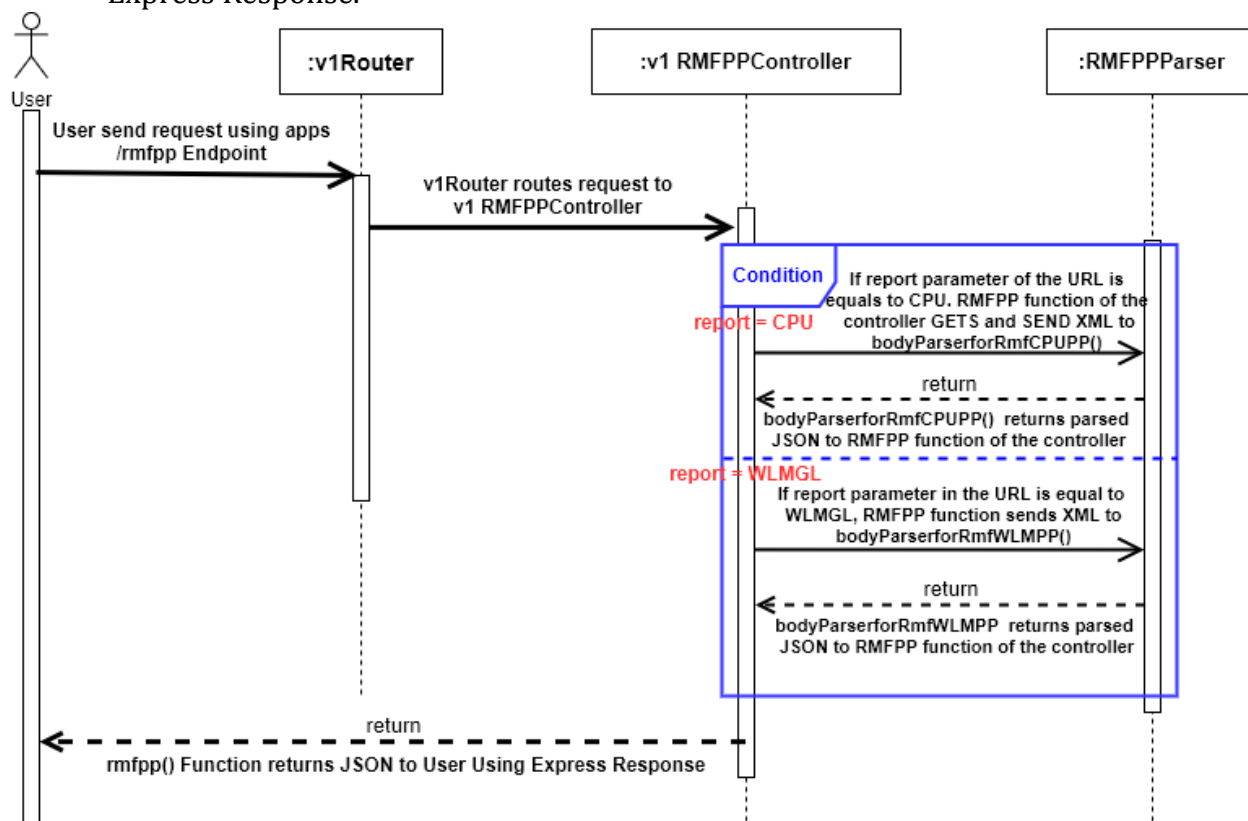 Express Response.
:v1Router
:v1 RMFPPController
:RMFPPParser
User
User send request using apps
/rmfpp Endpoint
v1Router routes request to
v1 RMFPPController
Condition
If report parameter of the URL is
equals to CPU. RMFPP function of the
controller GETS and SEND XML to
bodyParserforRmfCPUPP()
report = CPU
return
bodyParserforRmfCPUPP() returns parsed
JSON to RMFPP function of the controller
report = WLMGL
If report parameter in the URL is equal to
WLMGL, RMFPP function sends XML to
bodyParserforRmfWLMPP()
return
bodyParserforRmfWLMPP returns parsed
JSON to RMFPP function of the controller
return
rmfpp() Function returns JSON to User Using Express Response